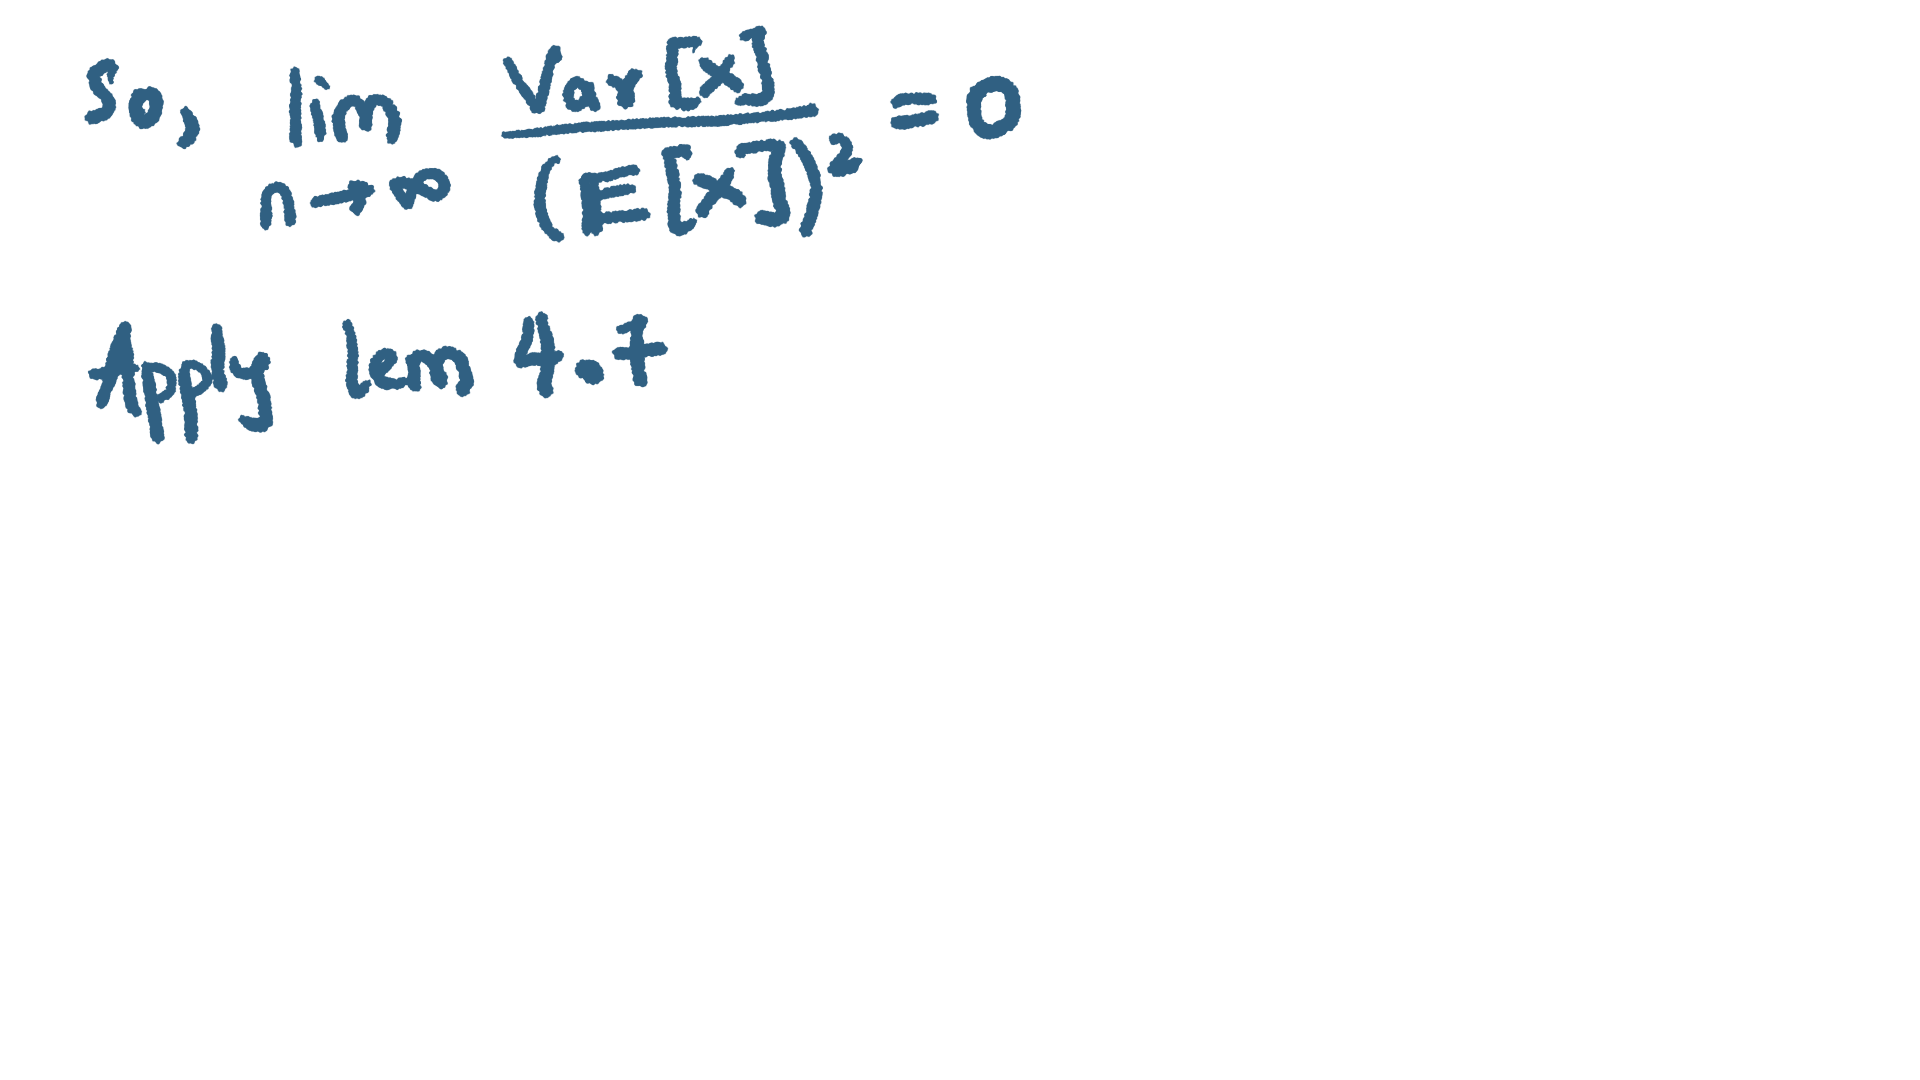 So, lim n→∞ Var[x] / (E[x])² = 0
Apply lem 4.7